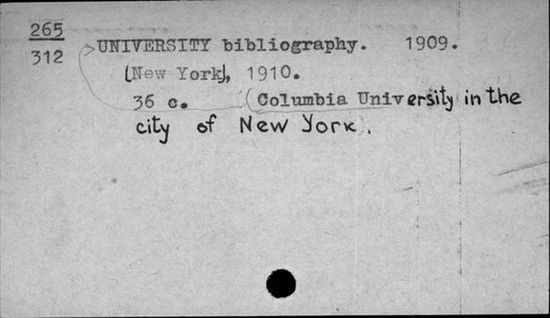 265
312
UNIVERSITY bibliography. 1909.
[New York], 1910.
36 c. (Columbia University in the
city of New York).